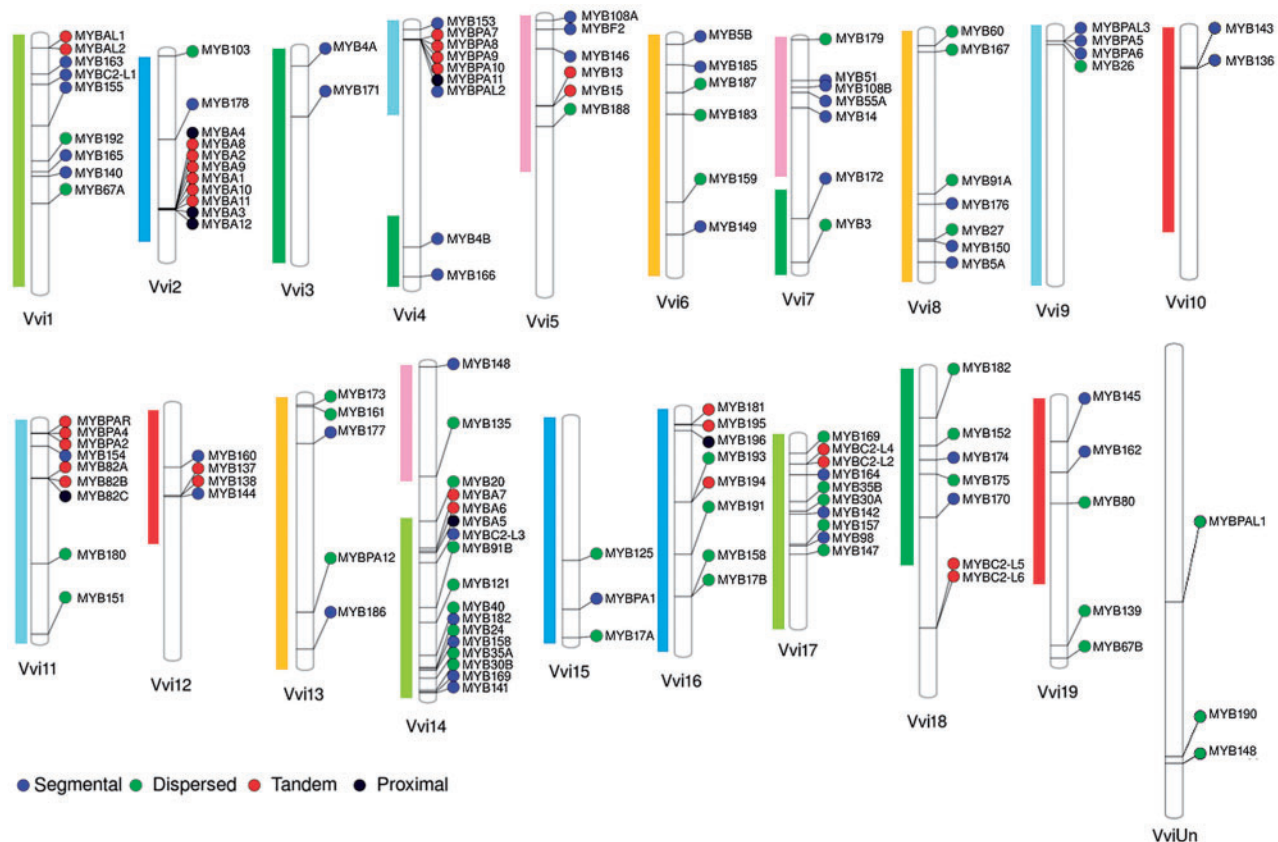 MYBAL1
MYBAL2
MYB163
MYBC2-L1
MYB155
MYB192
MYB165
MYB140
MYB67A
Vvi1
MYB103
MYB178
MYBA4
MYBA8
MYBA2
MYBA9
MYBA1
MYBA10
MYBA11
MYBA3
MYBA12
Vvi2
MYB4A
MYB171
Vvi3
MYB153
MYBPA7
MYBPA8
MYBPA9
MYBPA10
MYBPA11
MYBPAL2
MYB4B
MYB166
Vvi4
MYB108A
MYBF2
MYB146
MYB13
MYB15
MYB188
Vvi5
MYB5B
MYB185
MYB187
MYB183
MYB159
MYB149
Vvi6
MYB179
MYB51
MYB108B
MYB55A
MYB14
MYB172
MYB3
Vvi7
MYB60
MYB167
MYB91A
MYB176
MYB27
MYB150
MYB5A
Vvi8
MYBPAL3
MYBPA5
MYBPA6
MYB26
Vvi9
MYB143
MYB136
Vvi10
MYBPAR
MYBPA4
MYBPA2
MYB154
MYB82A
MYB82B
MYB82C
MYB180
MYB151
Vvi11
MYB160
MYB137
MYB138
MYB144
Vvi12
MYB173
MYB161
MYB177
MYBPA12
MYB186
Vvi13
MYB148
MYB135
MYB20
MYBA7
MYBA6
MYBA5
MYBC2-L3
MYB91B
MYB121
MYB40
MYB182
MYB24
MYB158
MYB35A
MYB30B
MYB169
MYB141
Vvi14
MYB125
MYBPA1
MYB17A
Vvi15
MYB181
MYB195
MYB196
MYB193
MYB194
MYB191
MYB158
MYB17B
Vvi16
MYB169
MYBC2-L4
MYBC2-L2
MYB164
MYB35B
MYB30A
MYB142
MYB157
MYB98
MYB147
Vvi17
MYB182
MYB152
MYB174
MYB175
MYB170
MYBC2-L5
MYBC2-L6
Vvi18
MYB145
MYB162
MYB80
MYB139
MYB67B
Vvi19
MYBPAL1
MYB190
MYB148
VviUn
Segmental Dispersed Tandem Proximal